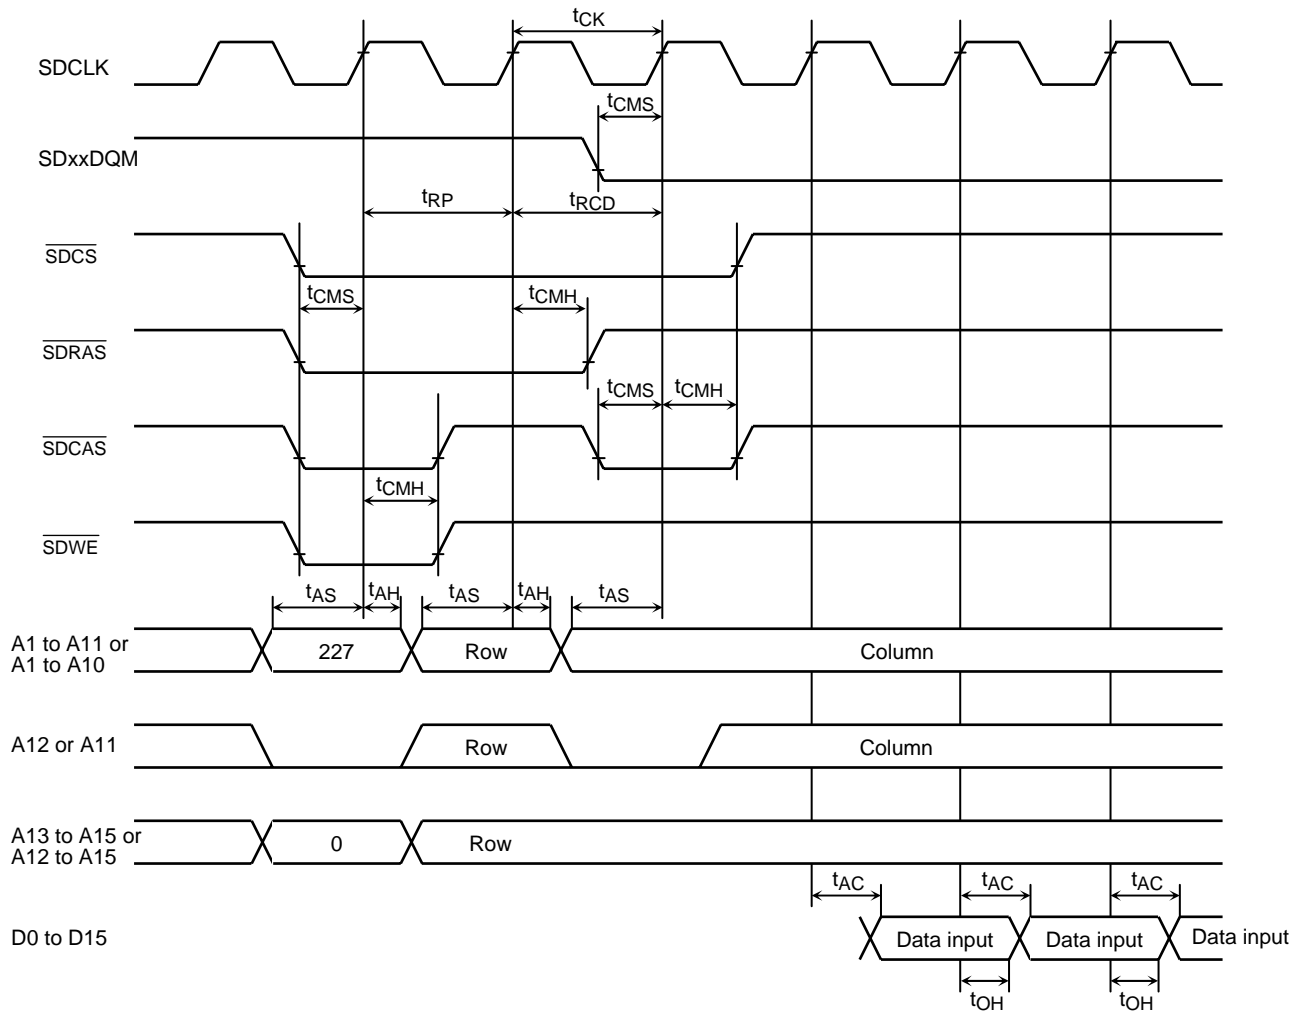 tCK
SDCLK
tCMS
SDxxDQM
tRP
tRCD
SDCS
tCMS
tCMH
SDRAS
tCMS
tCMH
SDCAS
tCMH
SDWE
tAS
tAH
tAS
tAH
tAS
A1 to A11 or
A1 to A10
227
Row
Column
A12 or A11
Row
Column
A13 to A15 or
A12 to A15
0
Row
tAC
tAC
tAC
D0 to D15
Data input
Data input
Data input
tOH
tOH